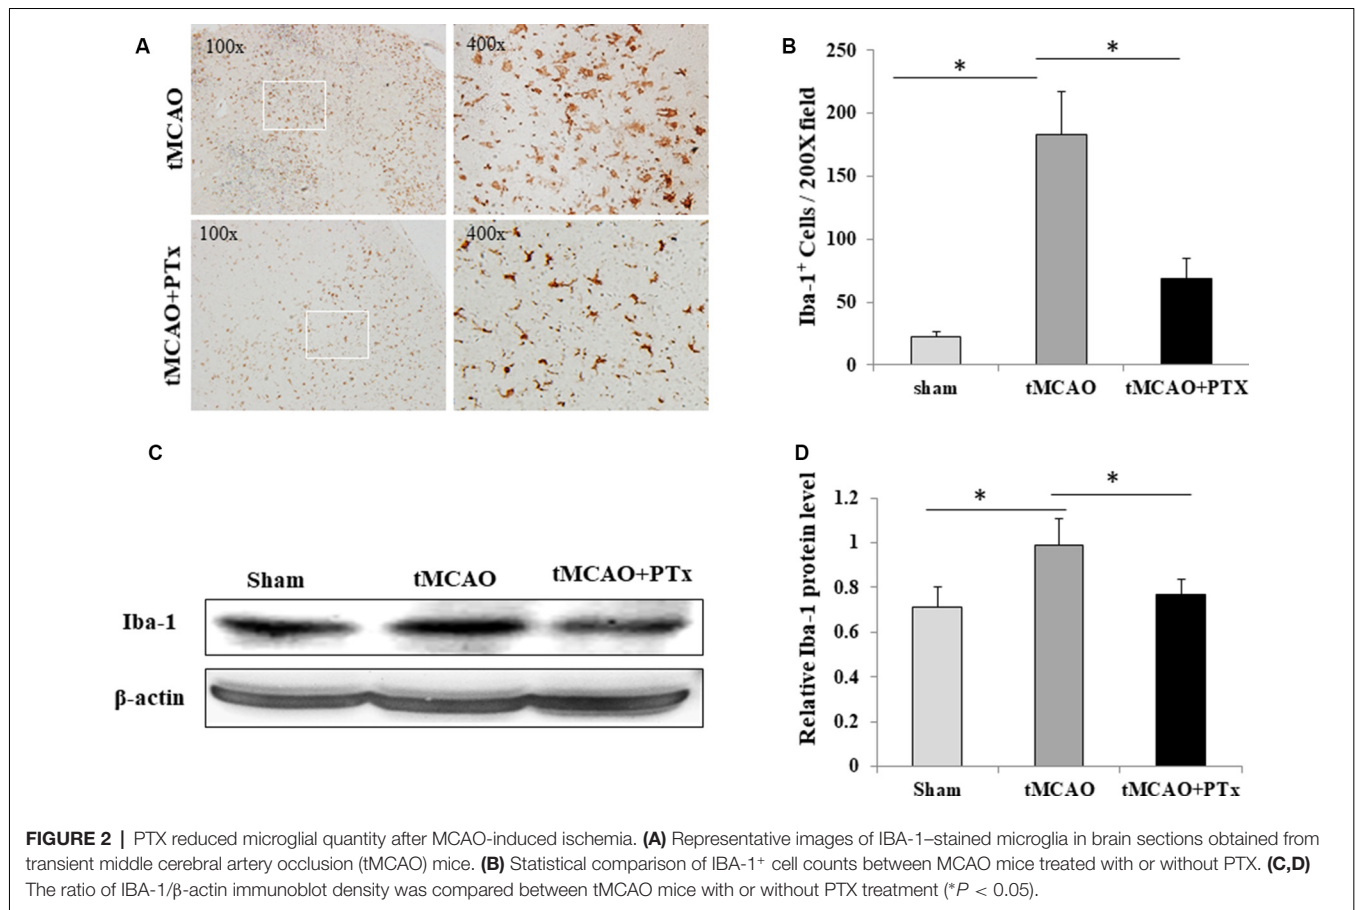 A
100x
400x
tMCAO
100x
400x
tMCAO+PTx
B
Iba-1⁺ Cells / 200X field
250
200
150
100
50
0
*
*
sham
tMCAO
tMCAO+PTX
C
Sham
tMCAO
tMCAO+PTx
Iba-1
β-actin
D
Relative Iba-1 protein level
1.2
1
0.8
0.6
0.4
0.2
0
*
*
Sham
tMCAO
tMCAO+PTx
FIGURE 2 | PTX reduced microglial quantity after MCAO-induced ischemia. (A) Representative images of IBA-1–stained microglia in brain sections obtained from
transient middle cerebral artery occlusion (tMCAO) mice. (B) Statistical comparison of IBA-1⁺ cell counts between MCAO mice treated with or without PTX. (C,D)
The ratio of IBA-1/β-actin immunoblot density was compared between tMCAO mice with or without PTX treatment (*P < 0.05).